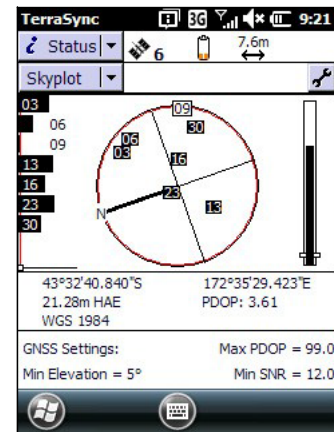 TerraSync 3G 9:21
Status 6 7.6m
Skyplot
03
06
09
13
16
23
30
09
30
06
03
16
23
13
N
43°32'40.840"S 172°35'29.423"E
21.28m HAE PDOP: 3.61
WGS 1984
GNSS Settings: Max PDOP = 99.0
Min Elevation = 5° Min SNR = 12.0